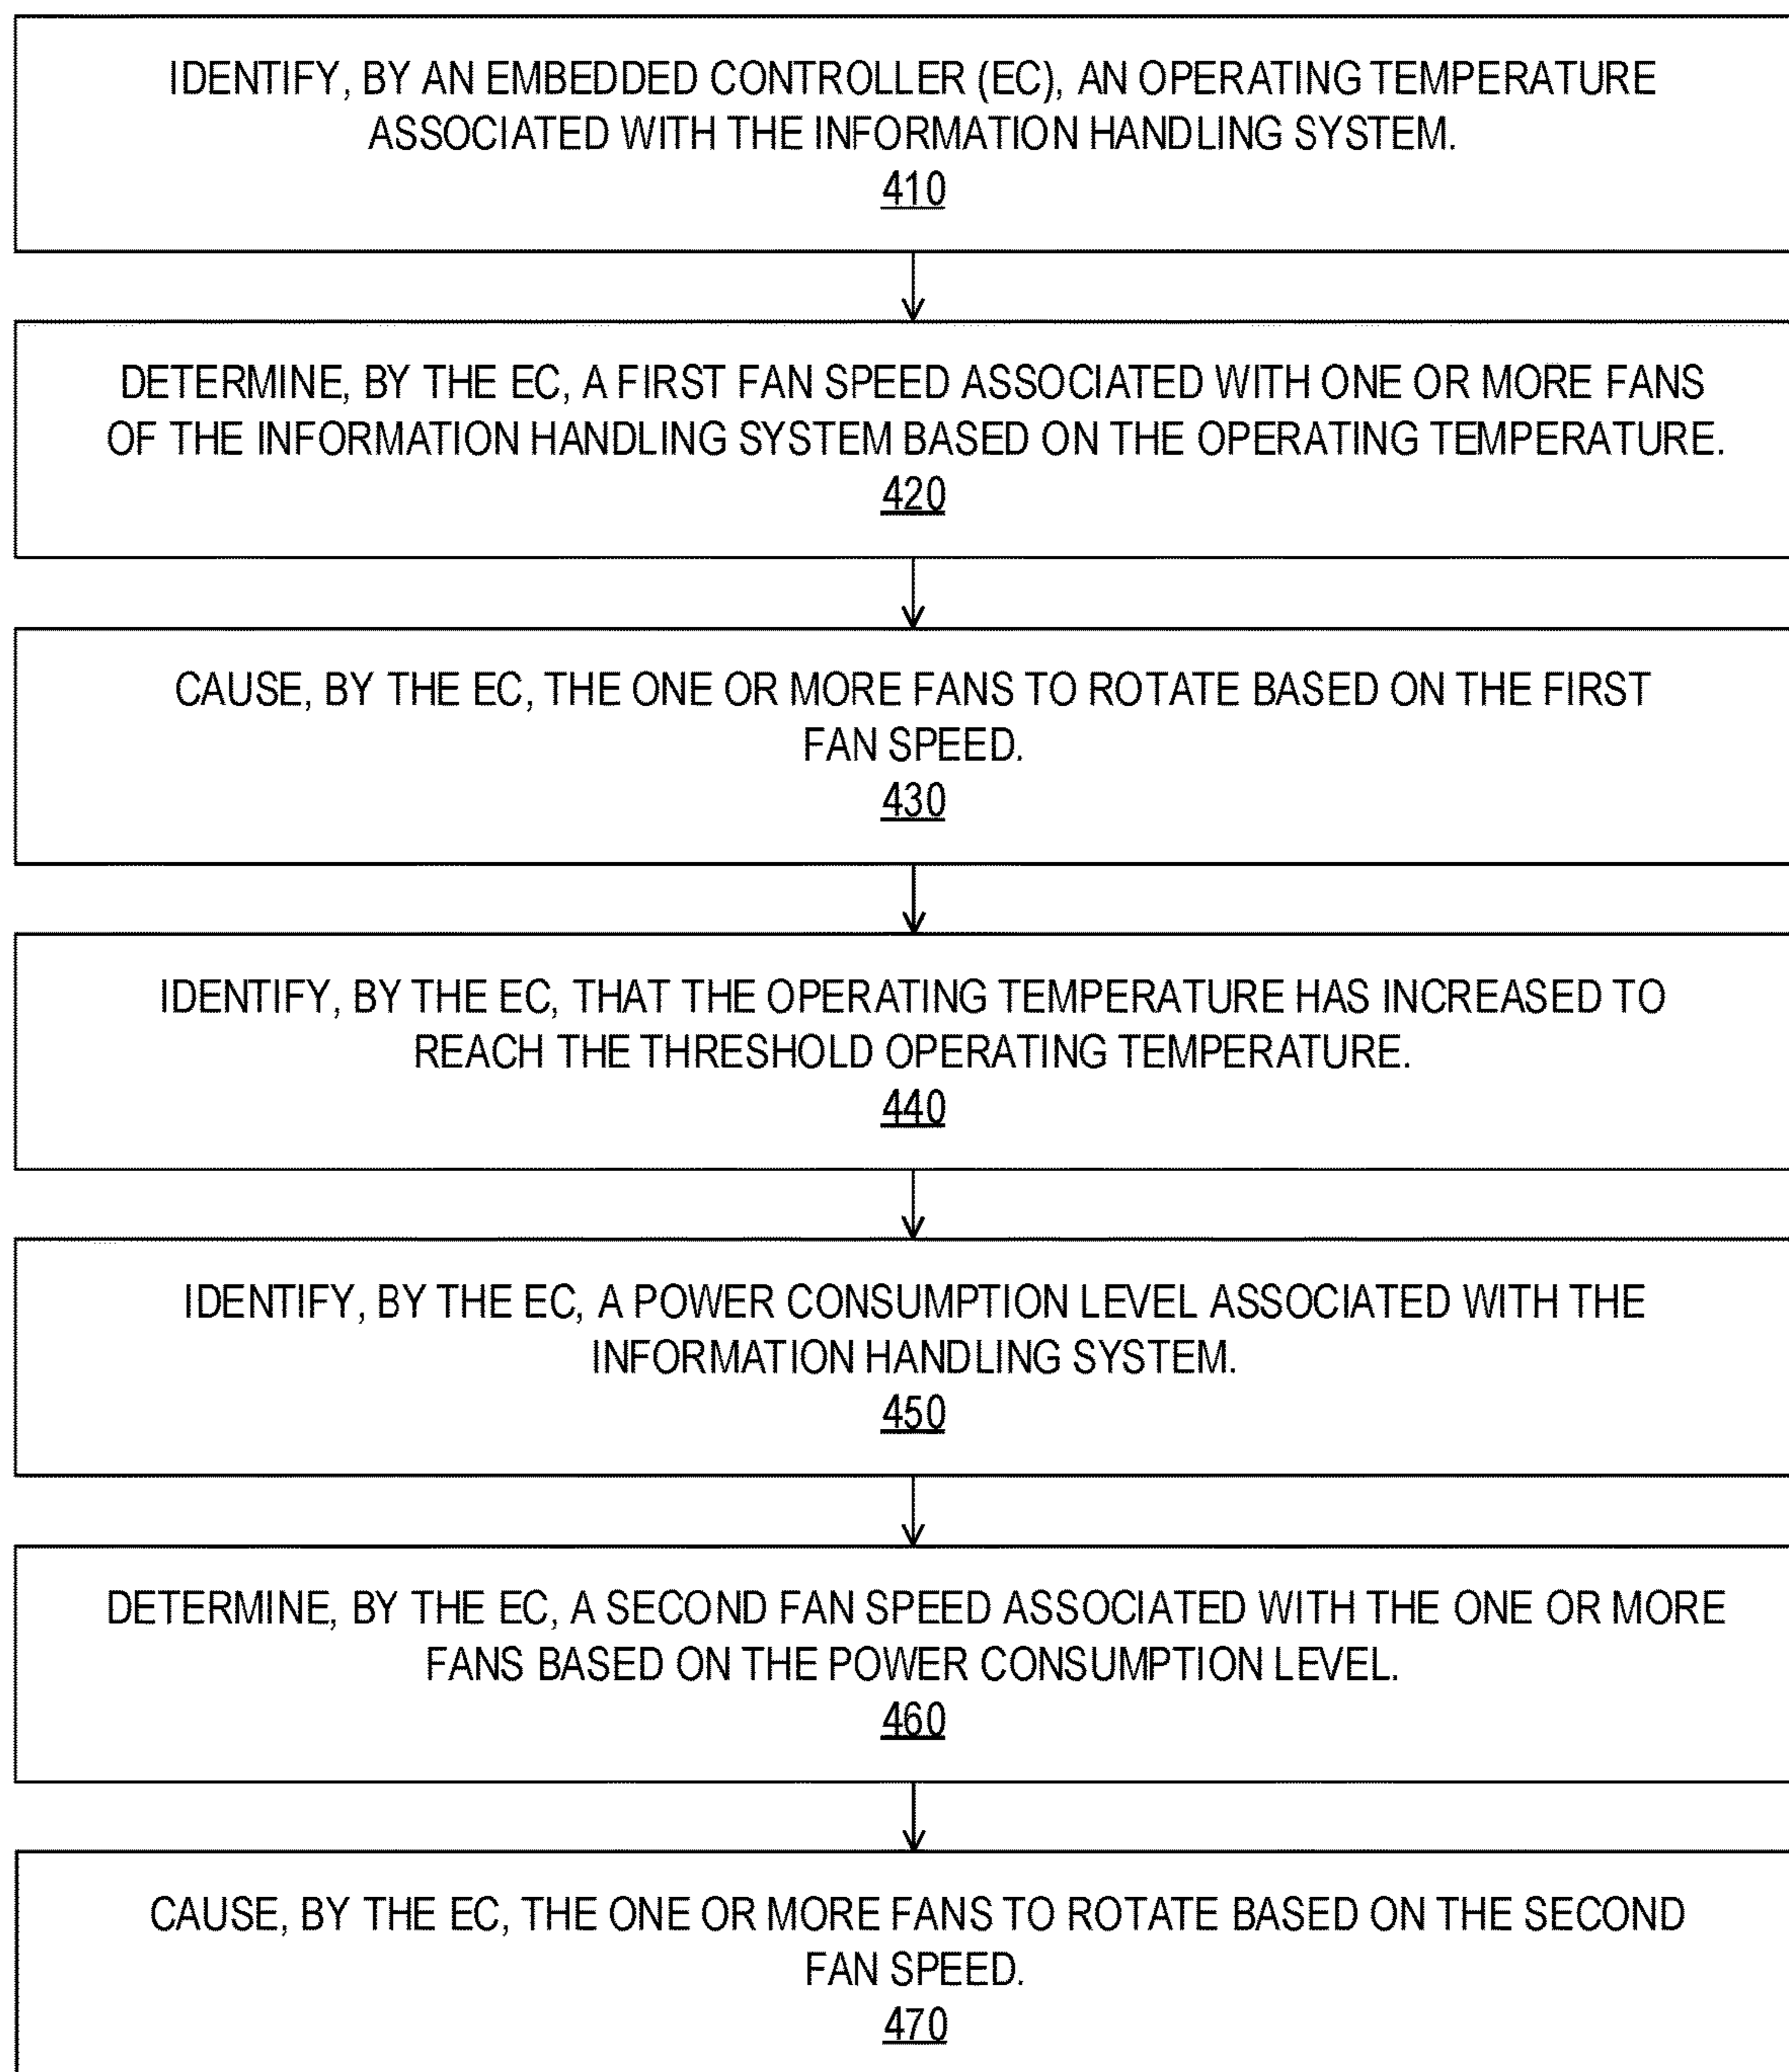 IDENTIFY, BY AN EMBEDDED CONTROLLER (EC), AN OPERATING TEMPERATURE
ASSOCIATED WITH THE INFORMATION HANDLING SYSTEM.
410
DETERMINE, BY THE EC, A FIRST FAN SPEED ASSOCIATED WITH ONE OR MORE FANS
OF THE INFORMATION HANDLING SYSTEM BASED ON THE OPERATING TEMPERATURE.
420
CAUSE, BY THE EC, THE ONE OR MORE FANS TO ROTATE BASED ON THE FIRST
FAN SPEED.
430
IDENTIFY, BY THE EC, THAT THE OPERATING TEMPERATURE HAS INCREASED TO
REACH THE THRESHOLD OPERATING TEMPERATURE.
440
IDENTIFY, BY THE EC, A POWER CONSUMPTION LEVEL ASSOCIATED WITH THE
INFORMATION HANDLING SYSTEM.
450
DETERMINE, BY THE EC, A SECOND FAN SPEED ASSOCIATED WITH THE ONE OR MORE
FANS BASED ON THE POWER CONSUMPTION LEVEL.
460
CAUSE, BY THE EC, THE ONE OR MORE FANS TO ROTATE BASED ON THE SECOND
FAN SPEED.
470